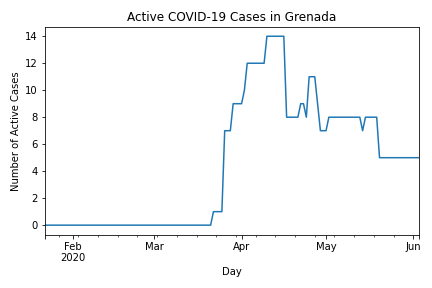 Active COVID-19 Cases in Grenada
Number of Active Cases
14
12
10
8
6
4
2
0
Feb Mar Apr May Jun
2020
Day